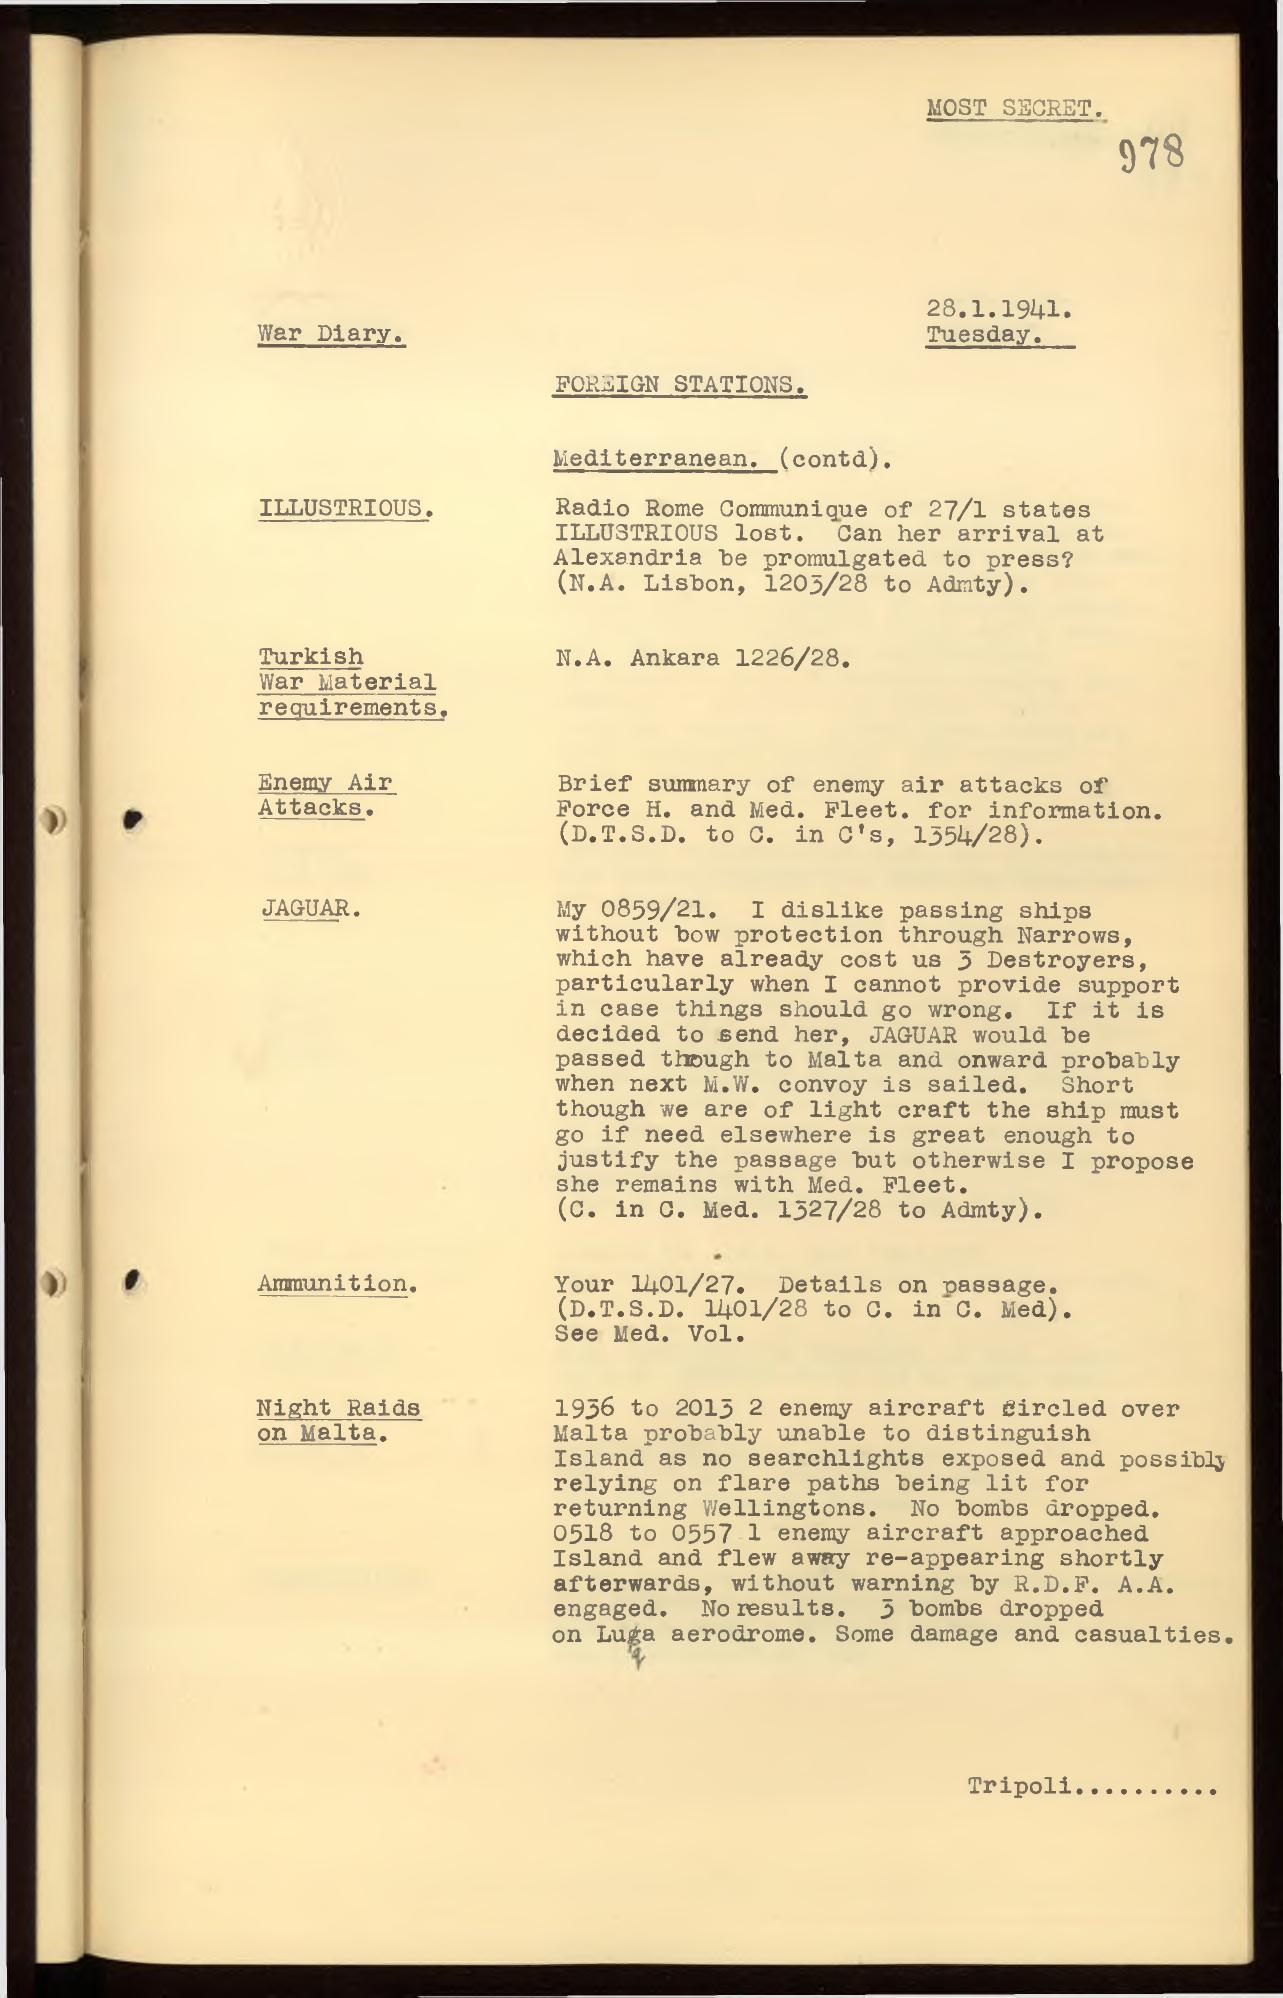 MOST SECRET.
978
28.1.1941.
War Diary.
Tuesday.
FOREIGN STATIONS.
Mediterranean. (contd).
ILLUSTRIOUS.
Radio Rome Communique of 27/1 states
ILLUSTRIOUS lost. Can her arrival at
Alexandria be promulgated to press?
(N.A. Lisbon, 1203/28 to Admty).
Turkish
War Material
requirements.
N.A. Ankara 1226/28.
Enemy Air
Attacks.
Brief summary of enemy air attacks of
Force H. and Med. Fleet. for information.
(D.T.S.D. to C. in C's, 1354/28).
JAGUAR.
My 0859/21. I dislike passing ships
without bow protection through Narrows,
which have already cost us 3 Destroyers,
particularly when I cannot provide support
in case things should go wrong. If it is
decided to send her, JAGUAR would be
passed though to Malta and onward probably
when next M.W. convoy is sailed. Short
though we are of light craft the ship must
go if need elsewhere is great enough to
justify the passage but otherwise I propose
she remains with Med. Fleet.
(C. in C. Med. 1327/28 to Admty).
Ammunition.
Your 1401/27. Details on passage.
(D.T.S.D. 1401/28 to C. in C. Med).
See Med. Vol.
Night Raids
on Malta.
1936 to 2013 2 enemy aircraft circled over
Malta probably unable to distinguish
Island as no searchlights exposed and possibly
relying on flare paths being lit for
returning Wellingtons. No bombs dropped.
0518 to 0557 1 enemy aircraft approached
Island and flew away re-appearing shortly
afterwards, without warning by R.D.F. A.A.
engaged. No results. 3 bombs dropped
on Luqa aerodrome. Some damage and casualties.
Tripoli..........